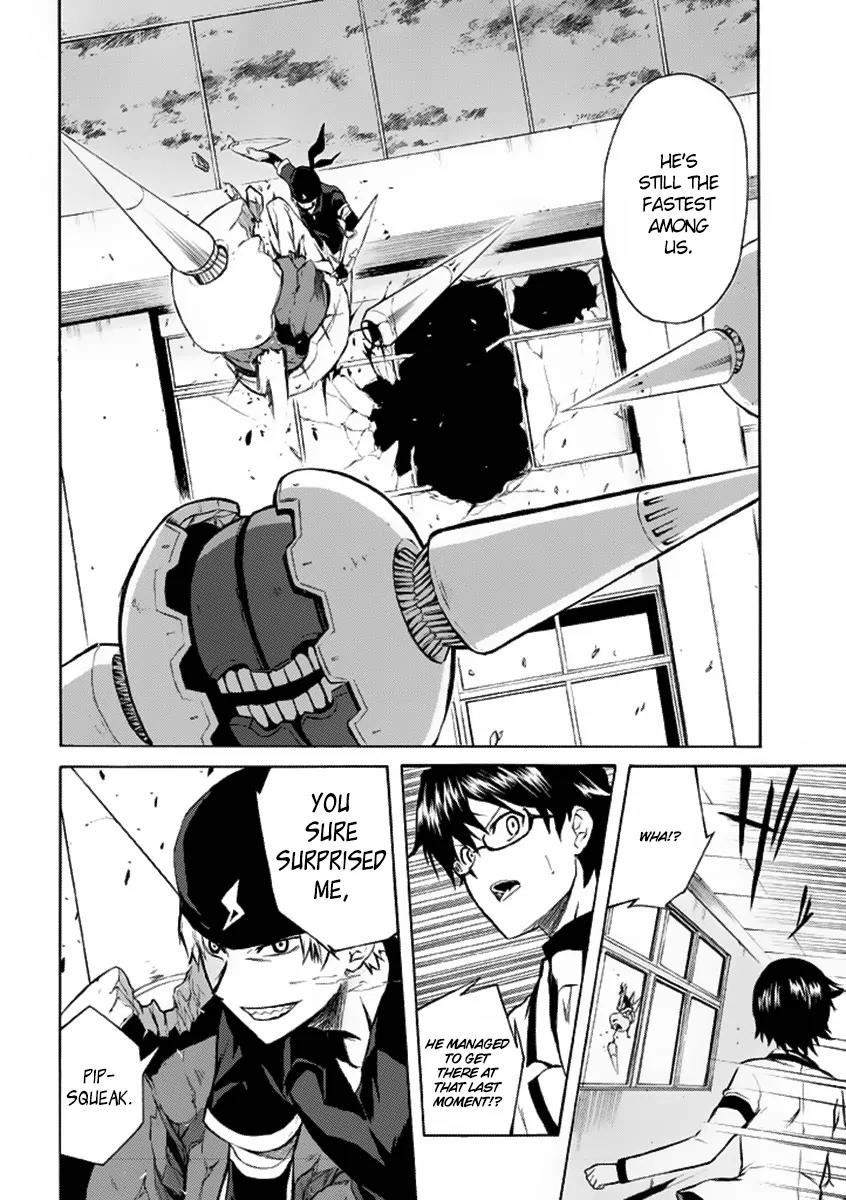 HE'S
STILL THE
FASTEST
AMONG
US.
WHA!?
HE MANAGED
TO GET
THERE AT
THAT LAST
MOMENT!?
YOU
SURE
SURPRISED
ME,
PIP-
SQUEAK.